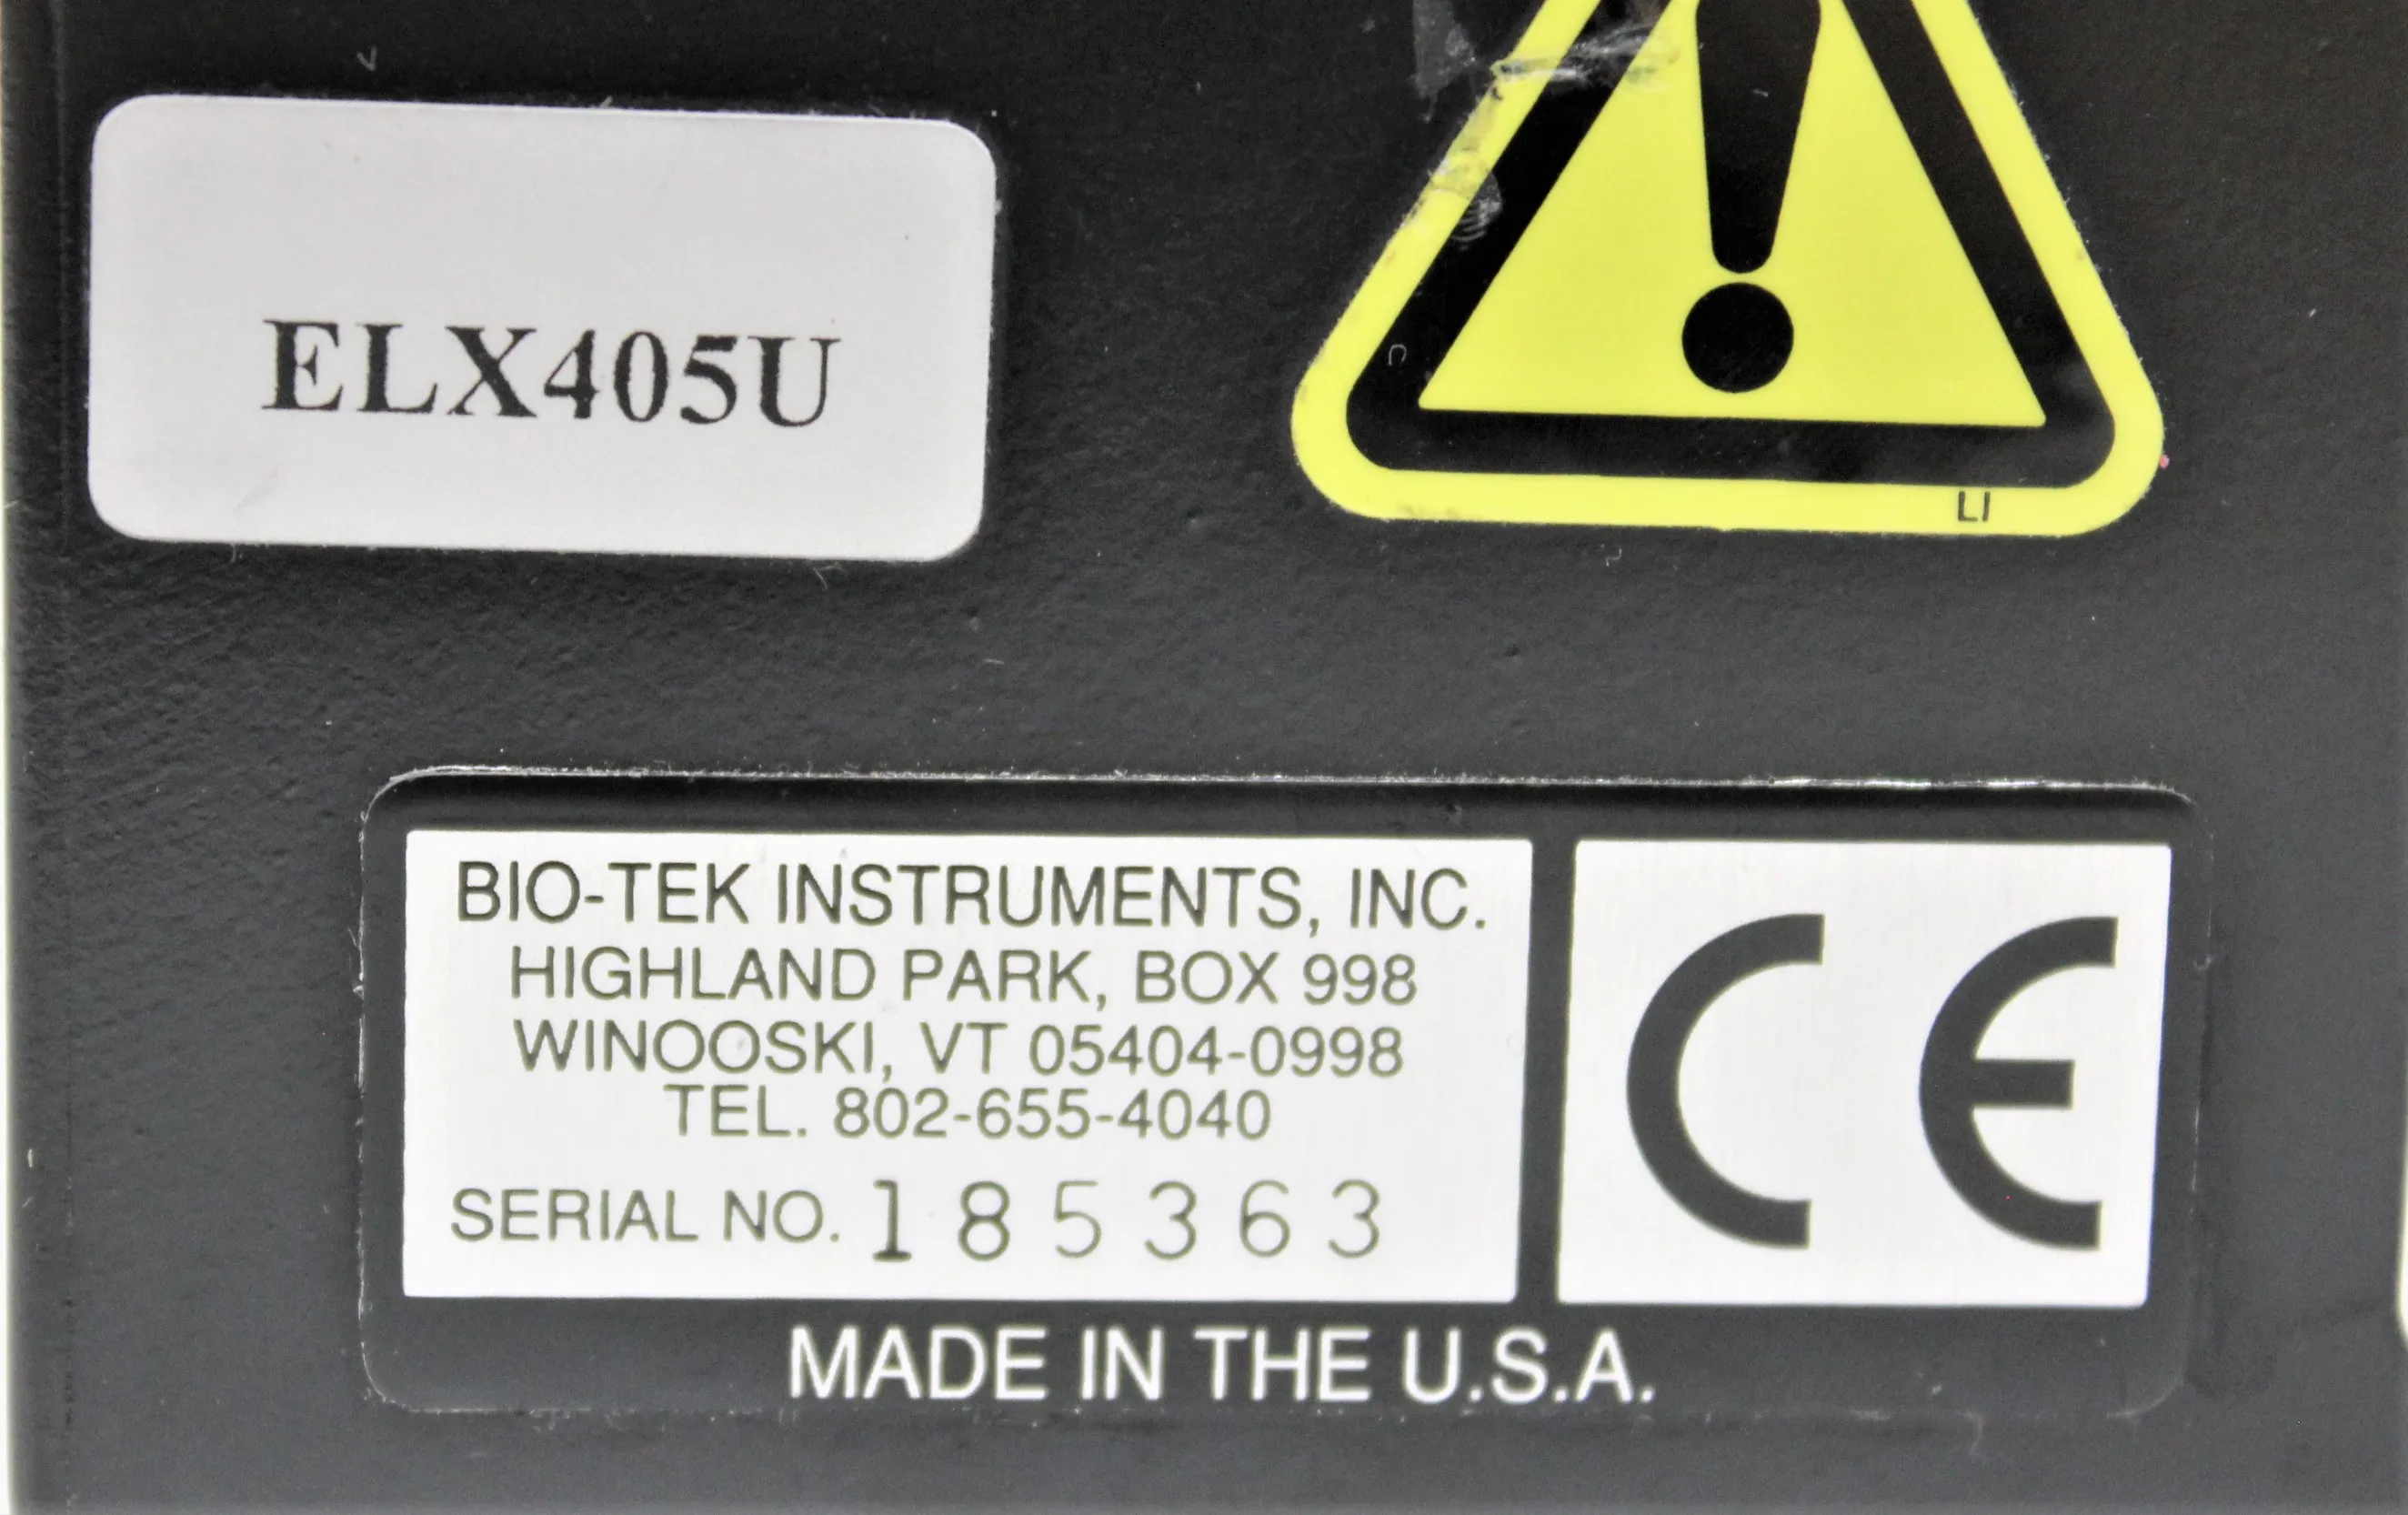 ELX405U
LI
BIO-TEK INSTRUMENTS, INC.
HIGHLAND PARK, BOX 998
WINOOSKI, VT 05404-0998
TEL. 802-655-4040
SERIAL NO. 185363
CE
MADE IN THE U.S.A.